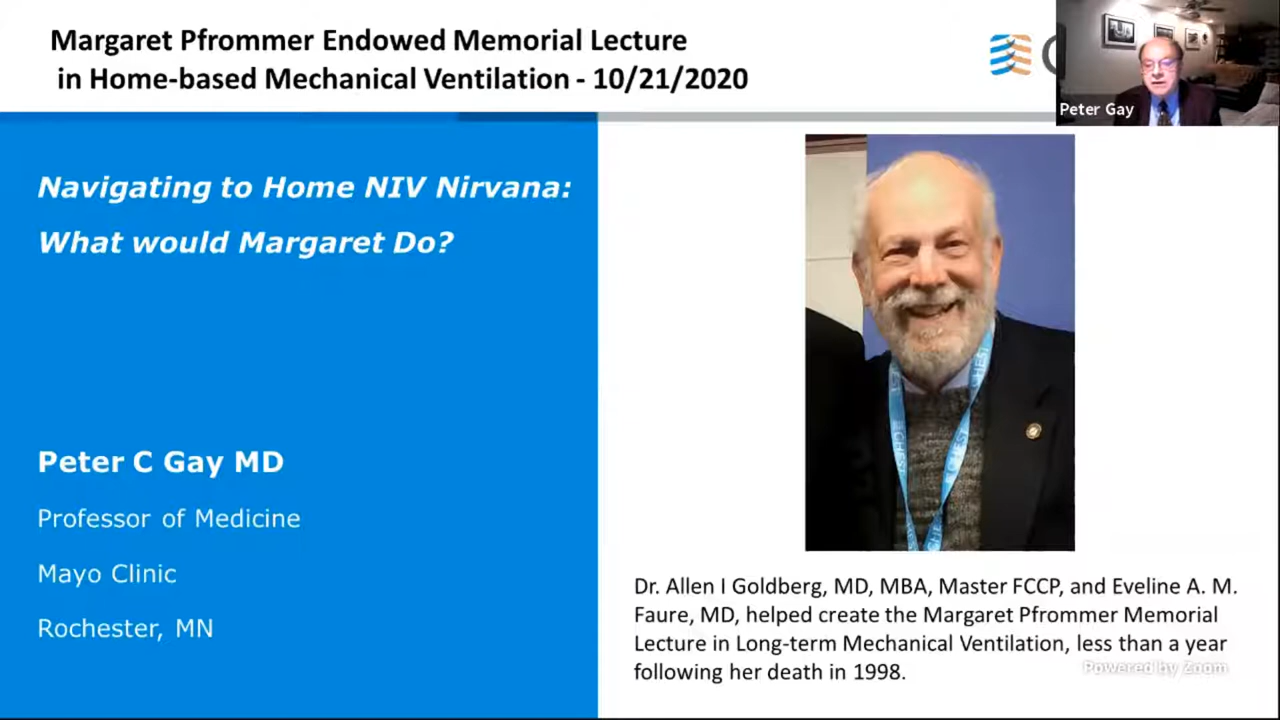 Margaret Pfrommer Endowed Memorial Lecture
in Home-based Mechanical Ventilation - 10/21/2020
Peter Gay
Navigating to Home NIV Nirvana:
What would Margaret Do?
CHEST
CHEST
CHEST
Peter C Gay MD
Professor of Medicine
Mayo Clinic
Rochester, MN
Dr. Allen I Goldberg, MD, MBA, Master FCCP, and Eveline A. M.
Faure, MD, helped create the Margaret Pfrommer Memorial
Lecture in Long-term Mechanical Ventilation, less than a year
following her death in 1998.
Powered by Zoom